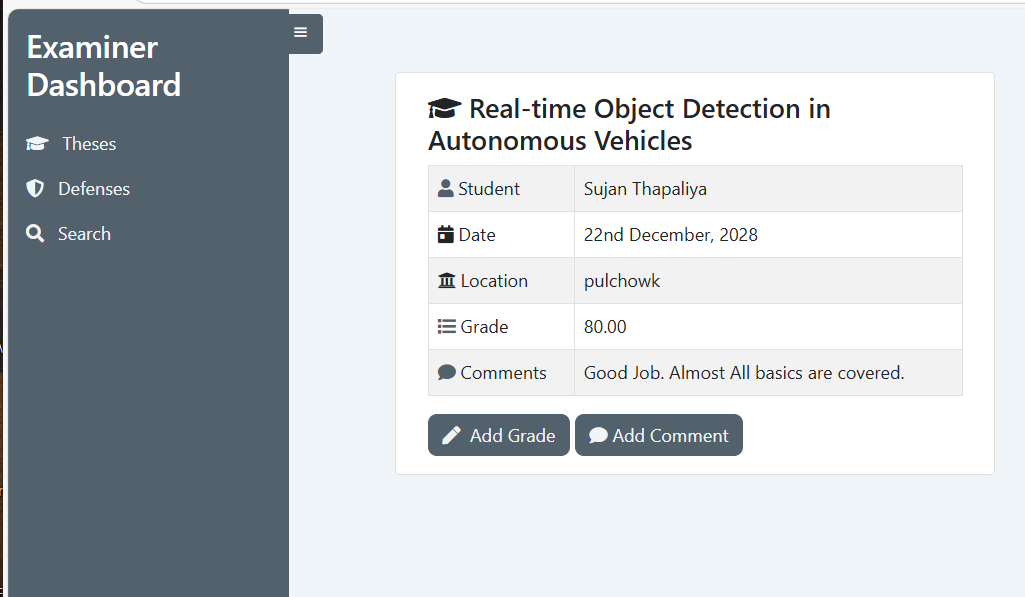 Examiner
Dashboard
Theses
Defenses
Search
Real-time Object Detection in
Autonomous Vehicles
Student Sujan Thapaliya
Date 22nd December, 2028
Location pulchowk
Grade 80.00
Comments Good Job. Almost All basics are covered.
Add Grade Add Comment